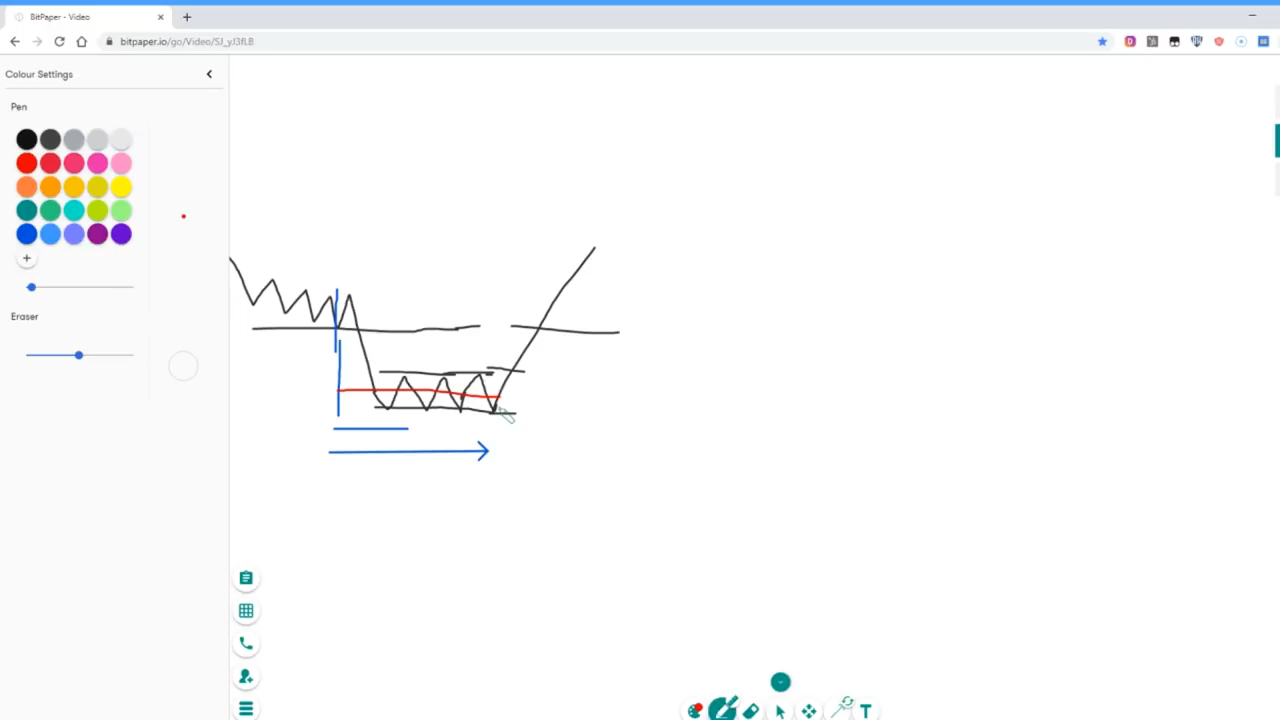 BitPaper - Video
bitpaper.io/go/Video/SJ_yJ3fLB
Colour Settings
Pen
Eraser
T